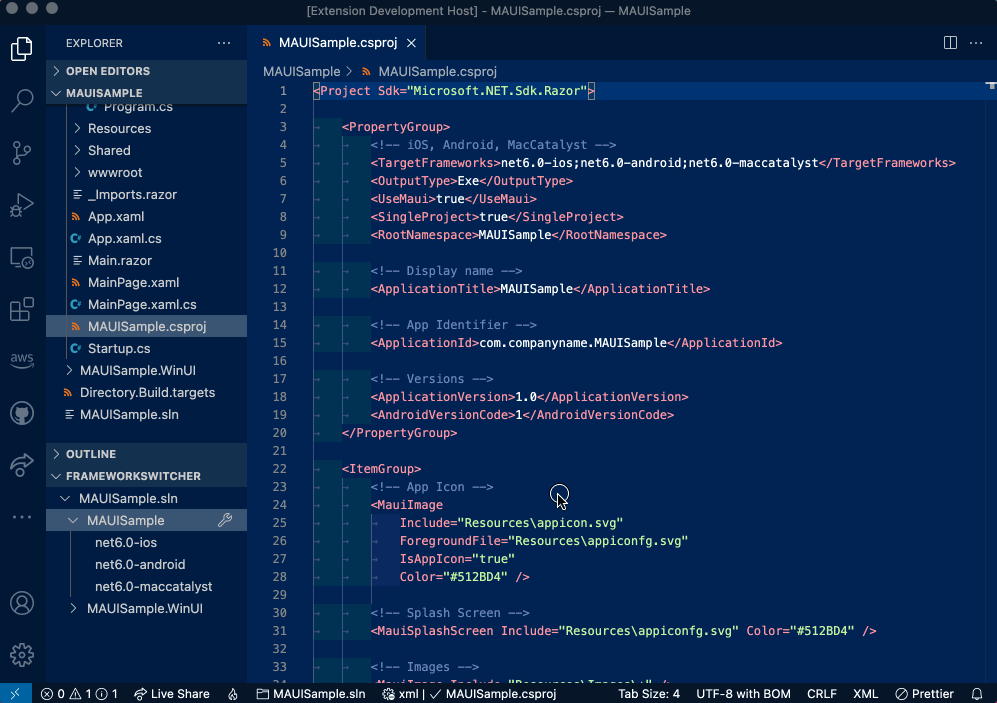 [Extension Development Host] - MAUISample.csproj — MAUISample
EXPLORER
OPEN EDITORS
MAUISAMPLE
Program.cs
Resources
Shared
wwwroot
_Imports.razor
App.xaml
C# App.xaml.cs
Main.razor
MainPage.xaml
C# MainPage.xaml.cs
MAUISample.csproj
C# Startup.cs
MAUISample.WinUI
Directory.Build.targets
MAUISample.sln
OUTLINE
FRAMEWORKSWITCHER
MAUISample.sln
MAUISample
net6.0-ios
net6.0-android
net6.0-maccatalyst
MAUISample.WinUI
aws
MAUISample.csproj
MAUISample > MAUISample.csproj
1 <Project Sdk="Microsoft.NET.Sdk.Razor">
2
3 <PropertyGroup>
4 <!-- iOS, Android, MacCatalyst -->
5 <TargetFrameworks>net6.0-ios;net6.0-android;net6.0-maccatalyst</TargetFrameworks>
6 <OutputType>Exe</OutputType>
7 <UseMaui>true</UseMaui>
8 <SingleProject>true</SingleProject>
9 <RootNamespace>MAUISample</RootNamespace>
10
11 <!-- Display name -->
12 <ApplicationTitle>MAUISample</ApplicationTitle>
13
14 <!-- App Identifier -->
15 <ApplicationId>com.companyname.MAUISample</ApplicationId>
16
17 <!-- Versions -->
18 <ApplicationVersion>1.0</ApplicationVersion>
19 <AndroidVersionCode>1</AndroidVersionCode>
20 </PropertyGroup>
21
22 <ItemGroup>
23 <!-- App Icon -->
24 <MauiImage
25 Include="Resources\appicon.svg"
26 ForegroundFile="Resources\appiconfg.svg"
27 IsAppIcon="true"
28 Color="#512BD4" />
29
30 <!-- Splash Screen -->
31 <MauiSplashScreen Include="Resources\appiconfg.svg" Color="#512BD4" />
32
33 <!-- Images -->
34 <MauiImage Include="Resources\Images\*" />
0 1 1 Live Share MAUISample.sln xml | ✓ MAUISample.csproj Tab Size: 4 UTF-8 with BOM CRLF XML Prettier